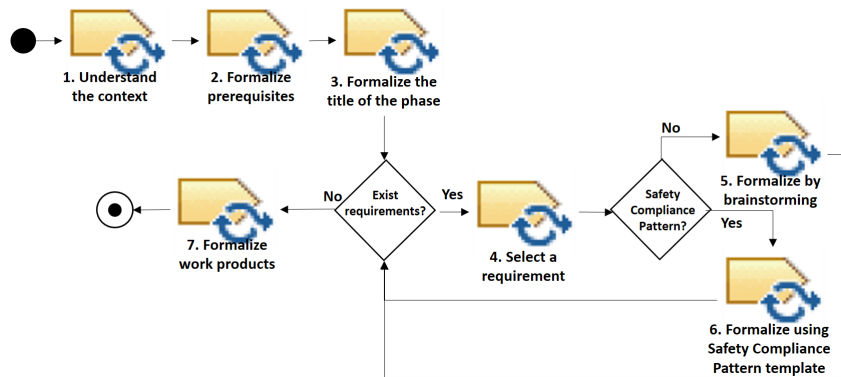 1. Understand
the context
2. Formalize
prerequisites
3. Formalize the
title of the phase
No
Exist
requirements?
Yes
7. Formalize
work products
4. Select a
requirement
Safety
Compliance
Pattern?
No
5. Formalize by
brainstorming
Yes
6. Formalize using
Safety Compliance
Pattern template